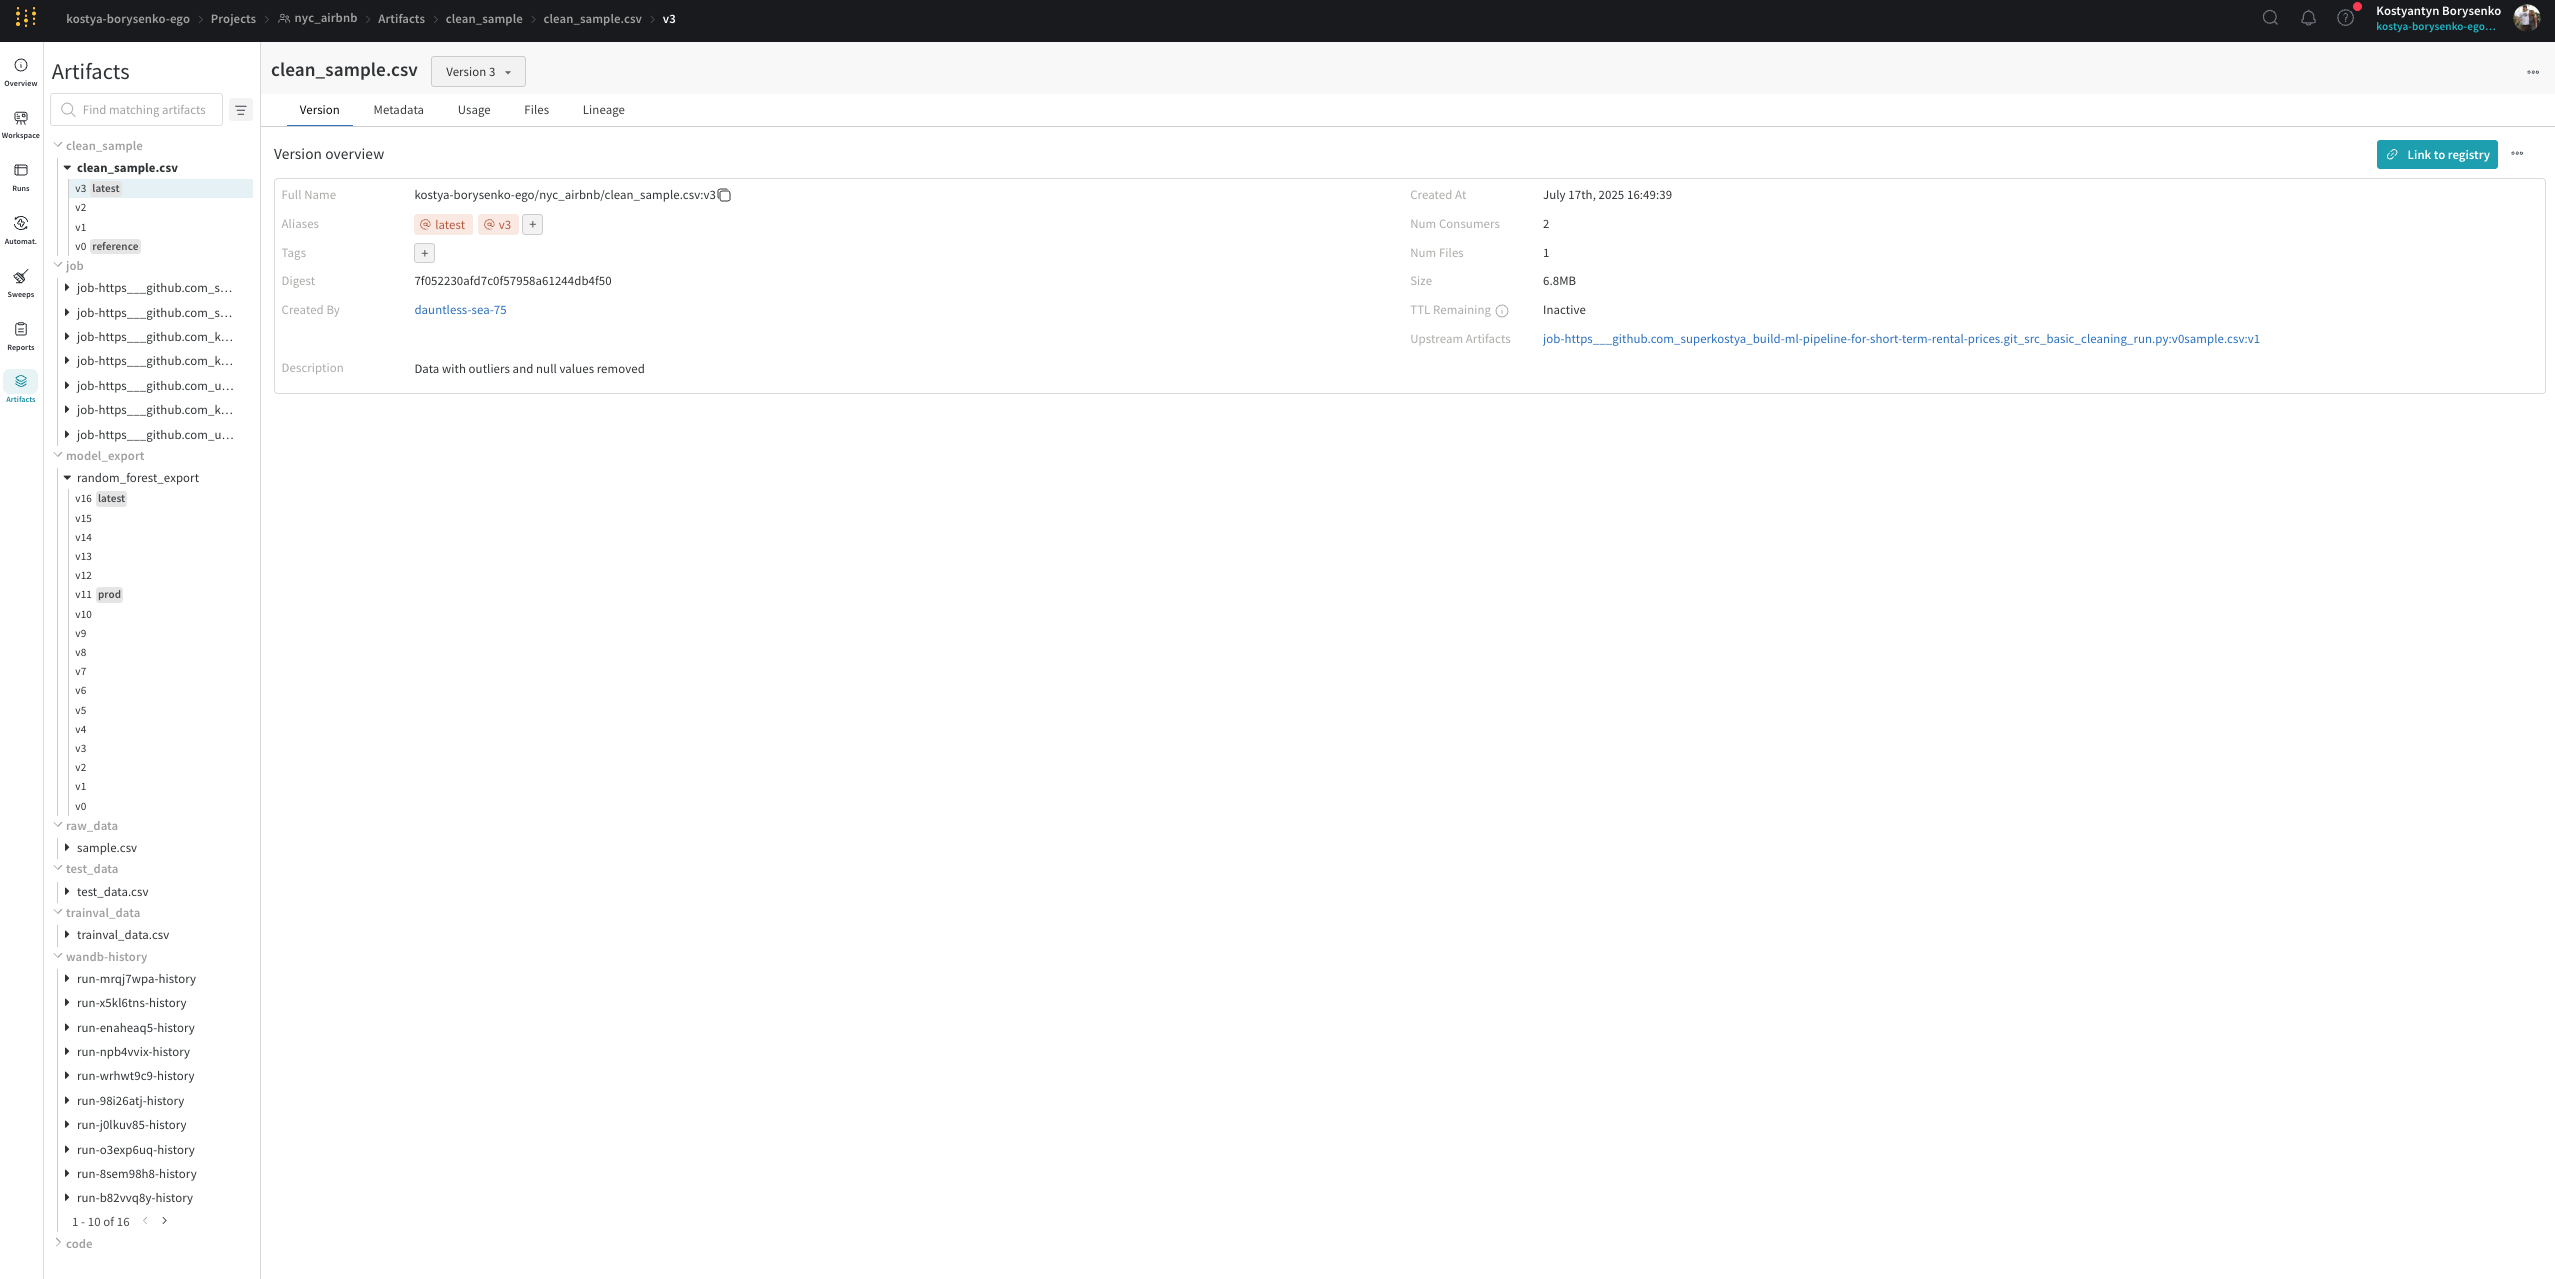 kostya-borysenko-ego > Projects > nyc_airbnb > Artifacts > clean_sample > clean_sample.csv > v3
Kostyantyn Borysenko
kostya-borysenko-ego...
Overview
Workspace
Runs
Automat.
Sweeps
Reports
Artifacts
Artifacts
Find matching artifacts
clean_sample
clean_sample.csv
v3 latest
v2
v1
v0 reference
job
job-https___github.com_s...
job-https___github.com_s...
job-https___github.com_k...
job-https___github.com_k...
job-https___github.com_u...
job-https___github.com_k...
job-https___github.com_u...
model_export
random_forest_export
v16 latest
v15
v14
v13
v12
v11 prod
v10
v9
v8
v7
v6
v5
v4
v3
v2
v1
v0
raw_data
sample.csv
test_data
test_data.csv
trainval_data
trainval_data.csv
wandb-history
run-mrqj7wpa-history
run-x5kl6tns-history
run-enaheaq5-history
run-npb4vvix-history
run-wrhwt9c9-history
run-98i26atj-history
run-j0lkuv85-history
run-o3exp6uq-history
run-8sem98h8-history
run-b82vvq8y-history
1 - 10 of 16
code
clean_sample.csv Version 3
Version Metadata Usage Files Lineage
Version overview
Link to registry
Full Name kostya-borysenko-ego/nyc_airbnb/clean_sample.csv:v3
Aliases @ latest @ v3 +
Tags +
Digest 7f052230afd7c0f57958a61244db4f50
Created By dauntless-sea-75
Description Data with outliers and null values removed
Created At July 17th, 2025 16:49:39
Num Consumers 2
Num Files 1
Size 6.8MB
TTL Remaining Inactive
Upstream Artifacts job-https___github.com_superkostya_build-ml-pipeline-for-short-term-rental-prices.git_src_basic_cleaning_run.py:v0sample.csv:v1